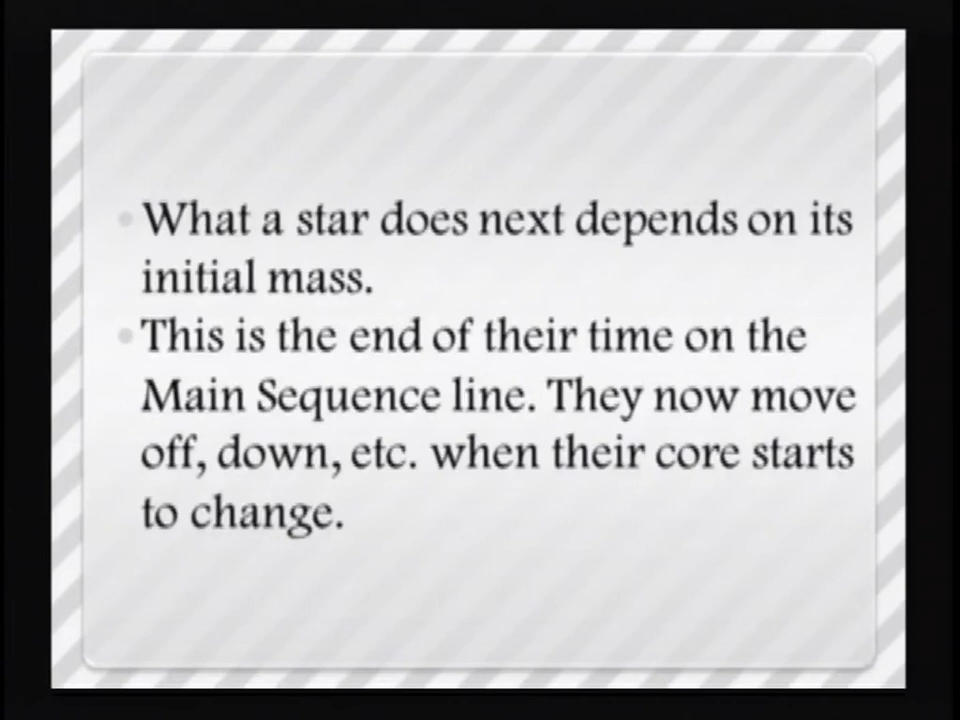 • What a star does next depends on its
initial mass.
• This is the end of their time on the
Main Sequence line. They now move
off, down, etc. when their core starts
to change.